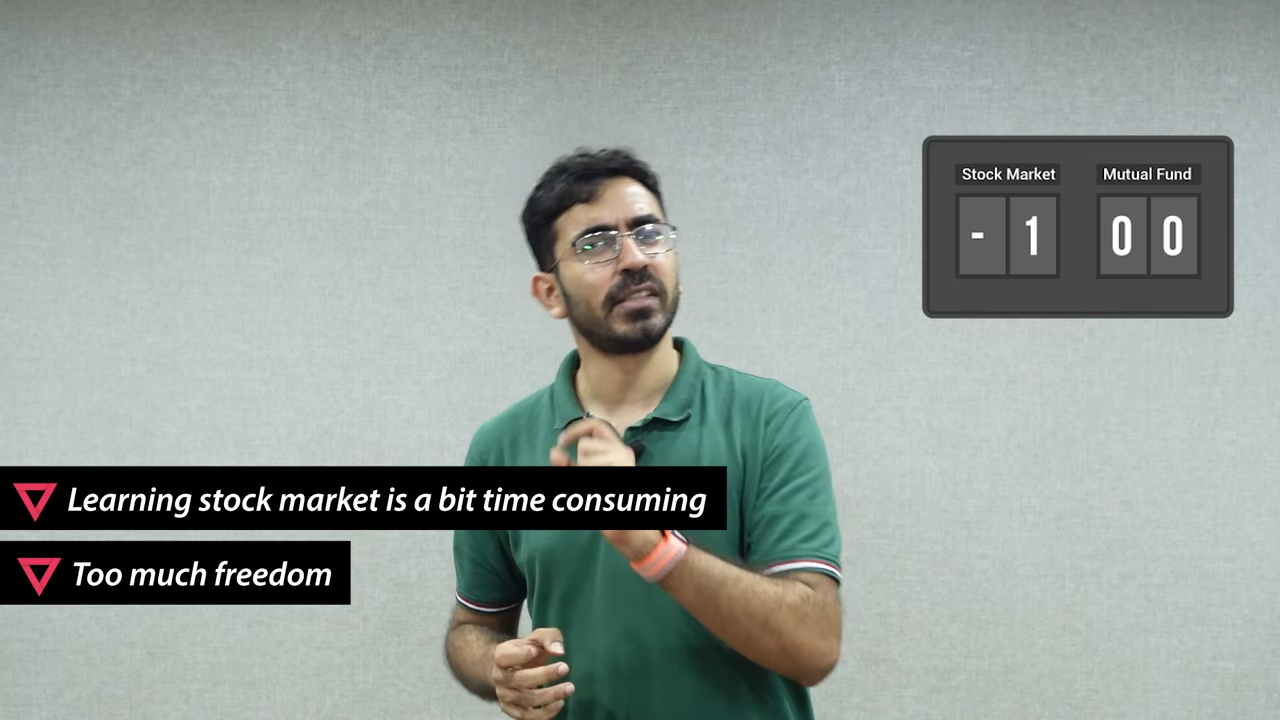 Stock Market Mutual Fund
- 1 0 0
Learning stock market is a bit time consuming
Too much freedom